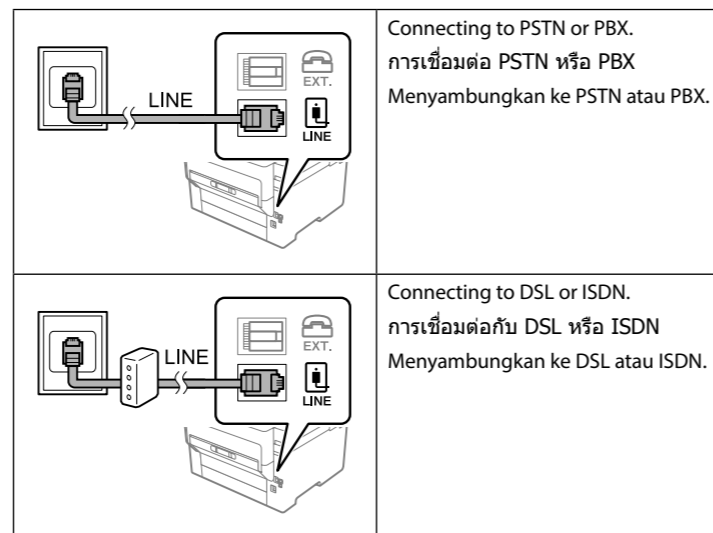 LINE
EXT.
LINE
Connecting to PSTN or PBX.
การเชื่อมต่อ PSTN หรือ PBX
Menyambungkan ke PSTN atau PBX.
LINE
EXT.
LINE
Connecting to DSL or ISDN.
การเชื่อมต่อกับ DSL หรือ ISDN
Menyambungkan ke DSL atau ISDN.